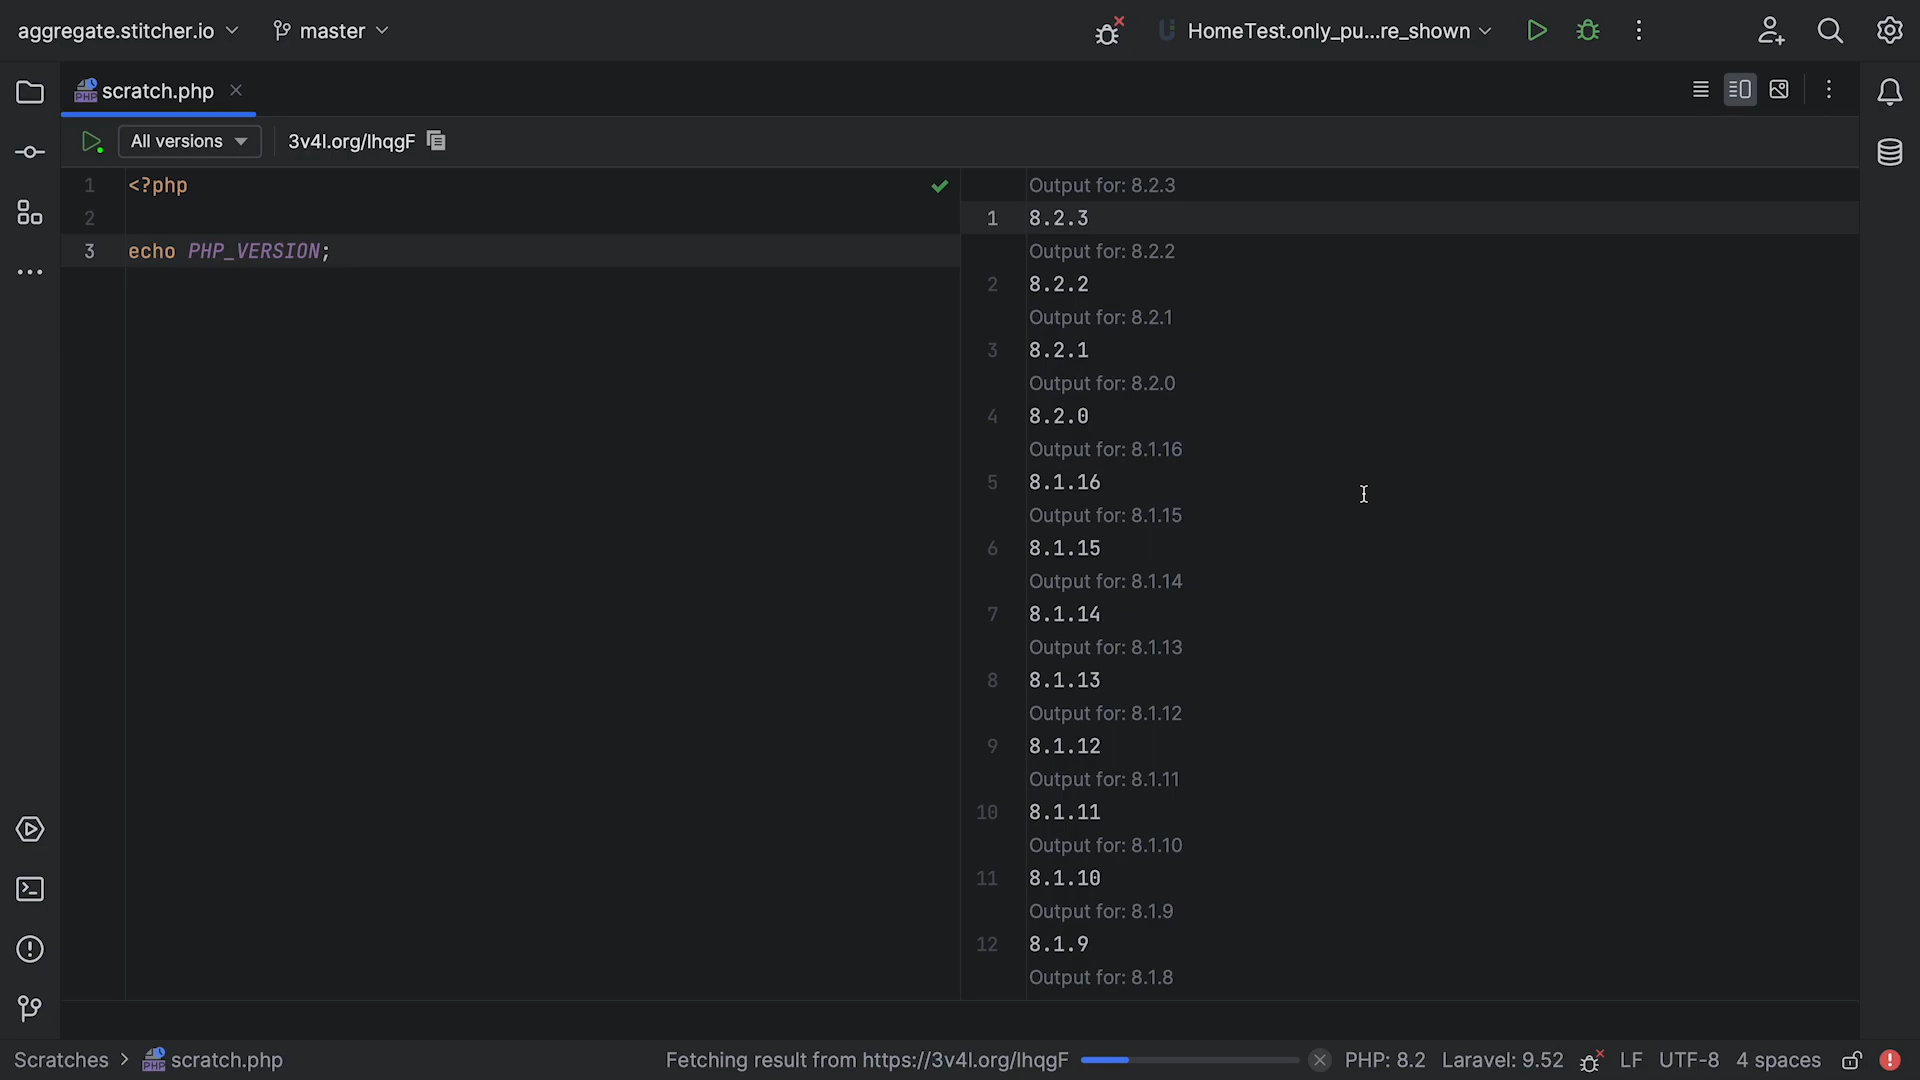 aggregate.stitcher.io
master
HomeTest.only_pu...re_shown
scratch.php
All versions
3v4l.org/lhqgF
1 <?php
2
3 echo PHP_VERSION;
Output for: 8.2.3
1 8.2.3
Output for: 8.2.2
2 8.2.2
Output for: 8.2.1
3 8.2.1
Output for: 8.2.0
4 8.2.0
Output for: 8.1.16
5 8.1.16
Output for: 8.1.15
6 8.1.15
Output for: 8.1.14
7 8.1.14
Output for: 8.1.13
8 8.1.13
Output for: 8.1.12
9 8.1.12
Output for: 8.1.11
10 8.1.11
Output for: 8.1.10
11 8.1.10
Output for: 8.1.9
12 8.1.9
Output for: 8.1.8
Scratches > PHP scratch.php
Fetching result from https://3v4l.org/lhqgF
PHP: 8.2 Laravel: 9.52 LF UTF-8 4 spaces